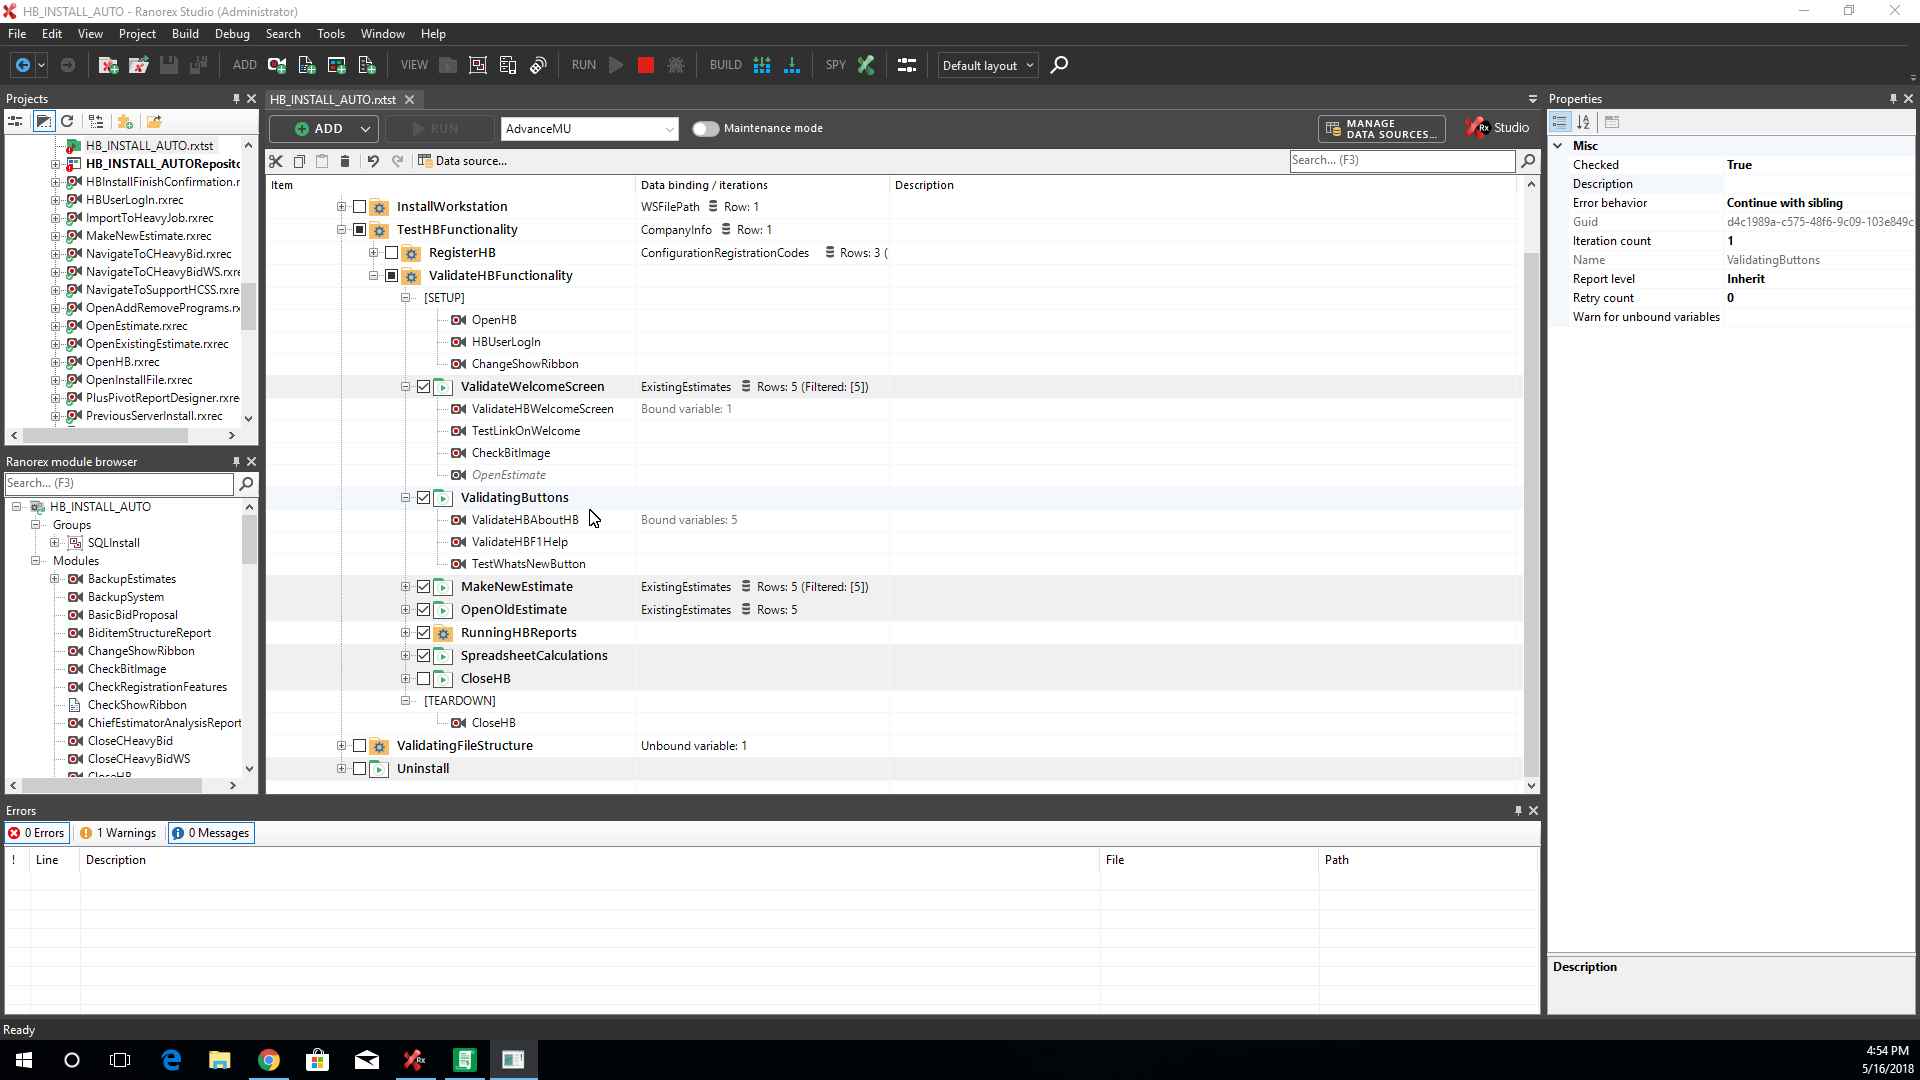 HB_INSTALL_AUTO - Ranorex Studio (Administrator)
File Edit View Project Build Debug Search Tools Window Help
ADD VIEW RUN BUILD SPY Default layout
Projects
HB_INSTALL_AUTO.rxtst
HB_INSTALL_AUTOReposito
HBInstallFinishConfirmation.r
HBUserLogIn.rxrec
ImportToHeavyJob.rxrec
MakeNewEstimate.rxrec
NavigateToCHeavyBid.rxrec
NavigateToCHeavyBidWS.rxre
NavigateToSupportHCSS.rxre
OpenAddRemovePrograms.rx
OpenEstimate.rxrec
OpenExistingEstimate.rxrec
OpenHB.rxrec
OpenInstallFile.rxrec
PlusPivotReportDesigner.rxre
PreviousServerInstall.rxrec
Ranorex module browser
Search... (F3)
HB_INSTALL_AUTO
Groups
SQLInstall
Modules
BackupEstimates
BackupSystem
BasicBidProposal
BiditemStructureReport
ChangeShowRibbon
CheckBitImage
CheckRegistrationFeatures
CheckShowRibbon
ChiefEstimatorAnalysisReport
CloseCHeavyBid
CloseCHeavyBidWS
CloseHB
HB_INSTALL_AUTO.rxtst
ADD RUN AdvanceMU Maintenance mode MANAGE DATA SOURCES... Rx Studio
Data source... Search... (F3)
Item Data binding / iterations Description
InstallWorkstation WSFilePath Row: 1
TestHBFunctionality CompanyInfo Row: 1
RegisterHB ConfigurationRegistrationCodes Rows: 3 (
ValidateHBFunctionality
[SETUP]
OpenHB
HBUserLogIn
ChangeShowRibbon
ValidateWelcomeScreen ExistingEstimates Rows: 5 (Filtered: [5])
ValidateHBWelcomeScreen Bound variable: 1
TestLinkOnWelcome
CheckBitImage
OpenEstimate
ValidatingButtons
ValidateHBAboutHB Bound variables: 5
ValidateHBF1Help
TestWhatsNewButton
MakeNewEstimate ExistingEstimates Rows: 5 (Filtered: [5])
OpenOldEstimate ExistingEstimates Rows: 5
RunningHBReports
SpreadsheetCalculations
CloseHB
[TEARDOWN]
CloseHB
ValidatingFileStructure Unbound variable: 1
Uninstall
Properties
Misc
Checked True
Description
Error behavior Continue with sibling
Guid d4c1989a-c575-48f6-9c09-103e849c
Iteration count 1
Name ValidatingButtons
Report level Inherit
Retry count 0
Warn for unbound variables
Description
Errors
0 Errors 1 Warnings 0 Messages
! Line Description File Path
Ready
4:54 PM
5/16/2018